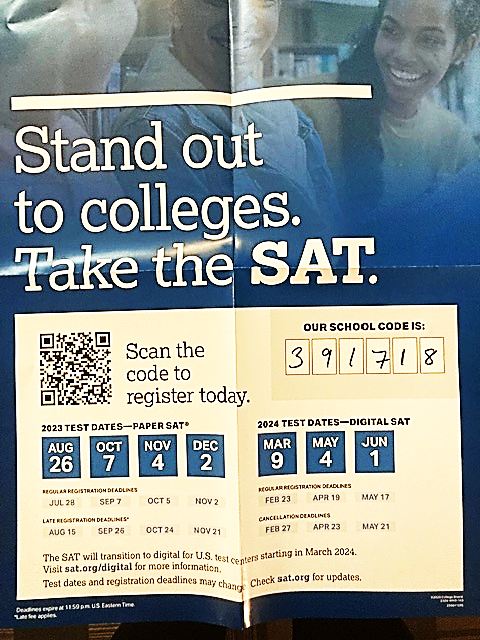 Stand out
to colleges.
Take the SAT.
Scan the
code to
register today.
OUR SCHOOL CODE IS:
3 9 1 7 1 8
2023 TEST DATES—PAPER SAT®
AUG 26
OCT 7
NOV 4
DEC 2
REGULAR REGISTRATION DEADLINES
JUL 28 SEP 7 OCT 5 NOV 2
LATE REGISTRATION DEADLINES*
AUG 15 SEP 26 OCT 24 NOV 21
2024 TEST DATES—DIGITAL SAT
MAR 9
MAY 4
JUN 1
REGULAR REGISTRATION DEADLINES
FEB 23 APR 19 MAY 17
CANCELLATION DEADLINES
FEB 27 APR 23 MAY 21
The SAT will transition to digital for U.S. test centers starting in March 2024.
Visit sat.org/digital for more information.
Test dates and registration deadlines may change. Check sat.org for updates.
Deadlines expire at 11:59 p.m. U.S. Eastern Time.
*Late fee applies.